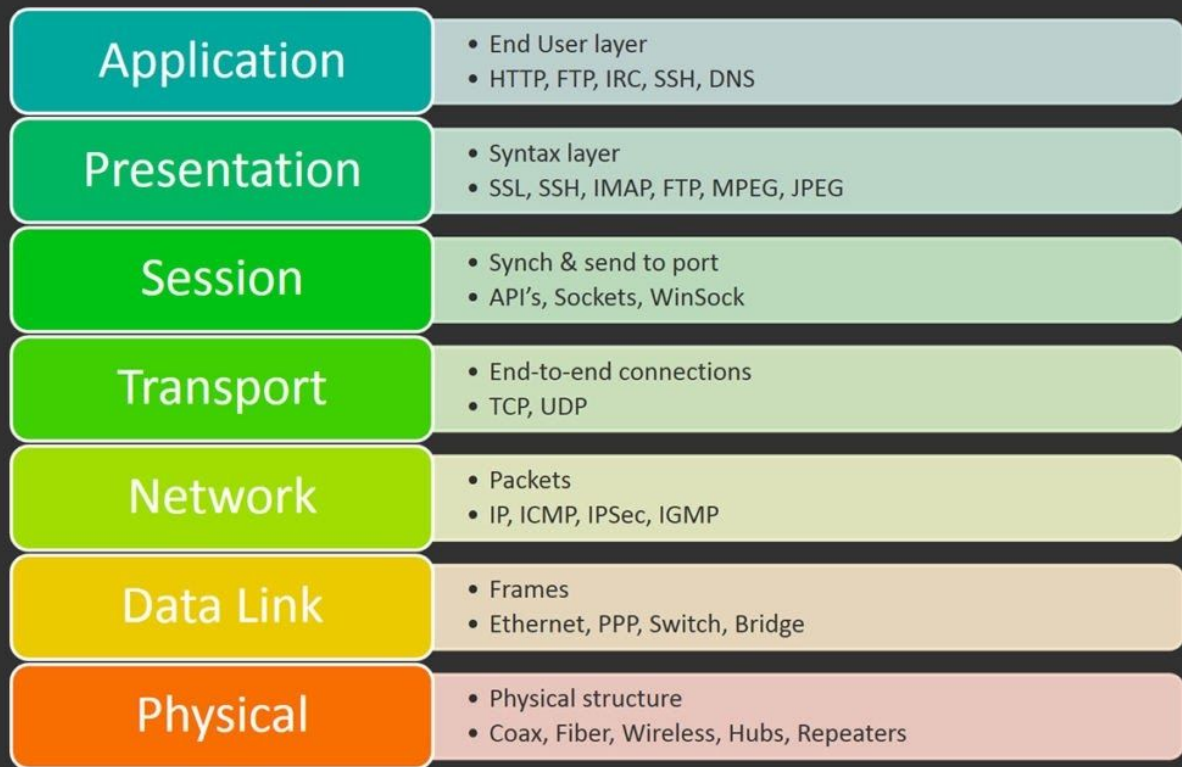 Application
• End User layer
• HTTP, FTP, IRC, SSH, DNS
Presentation
• Syntax layer
• SSL, SSH, IMAP, FTP, MPEG, JPEG
Session
• Synch & send to port
• API’s, Sockets, WinSock
Transport
• End-to-end connections
• TCP, UDP
Network
• Packets
• IP, ICMP, IPSec, IGMP
Data Link
• Frames
• Ethernet, PPP, Switch, Bridge
Physical
• Physical structure
• Coax, Fiber, Wireless, Hubs, Repeaters